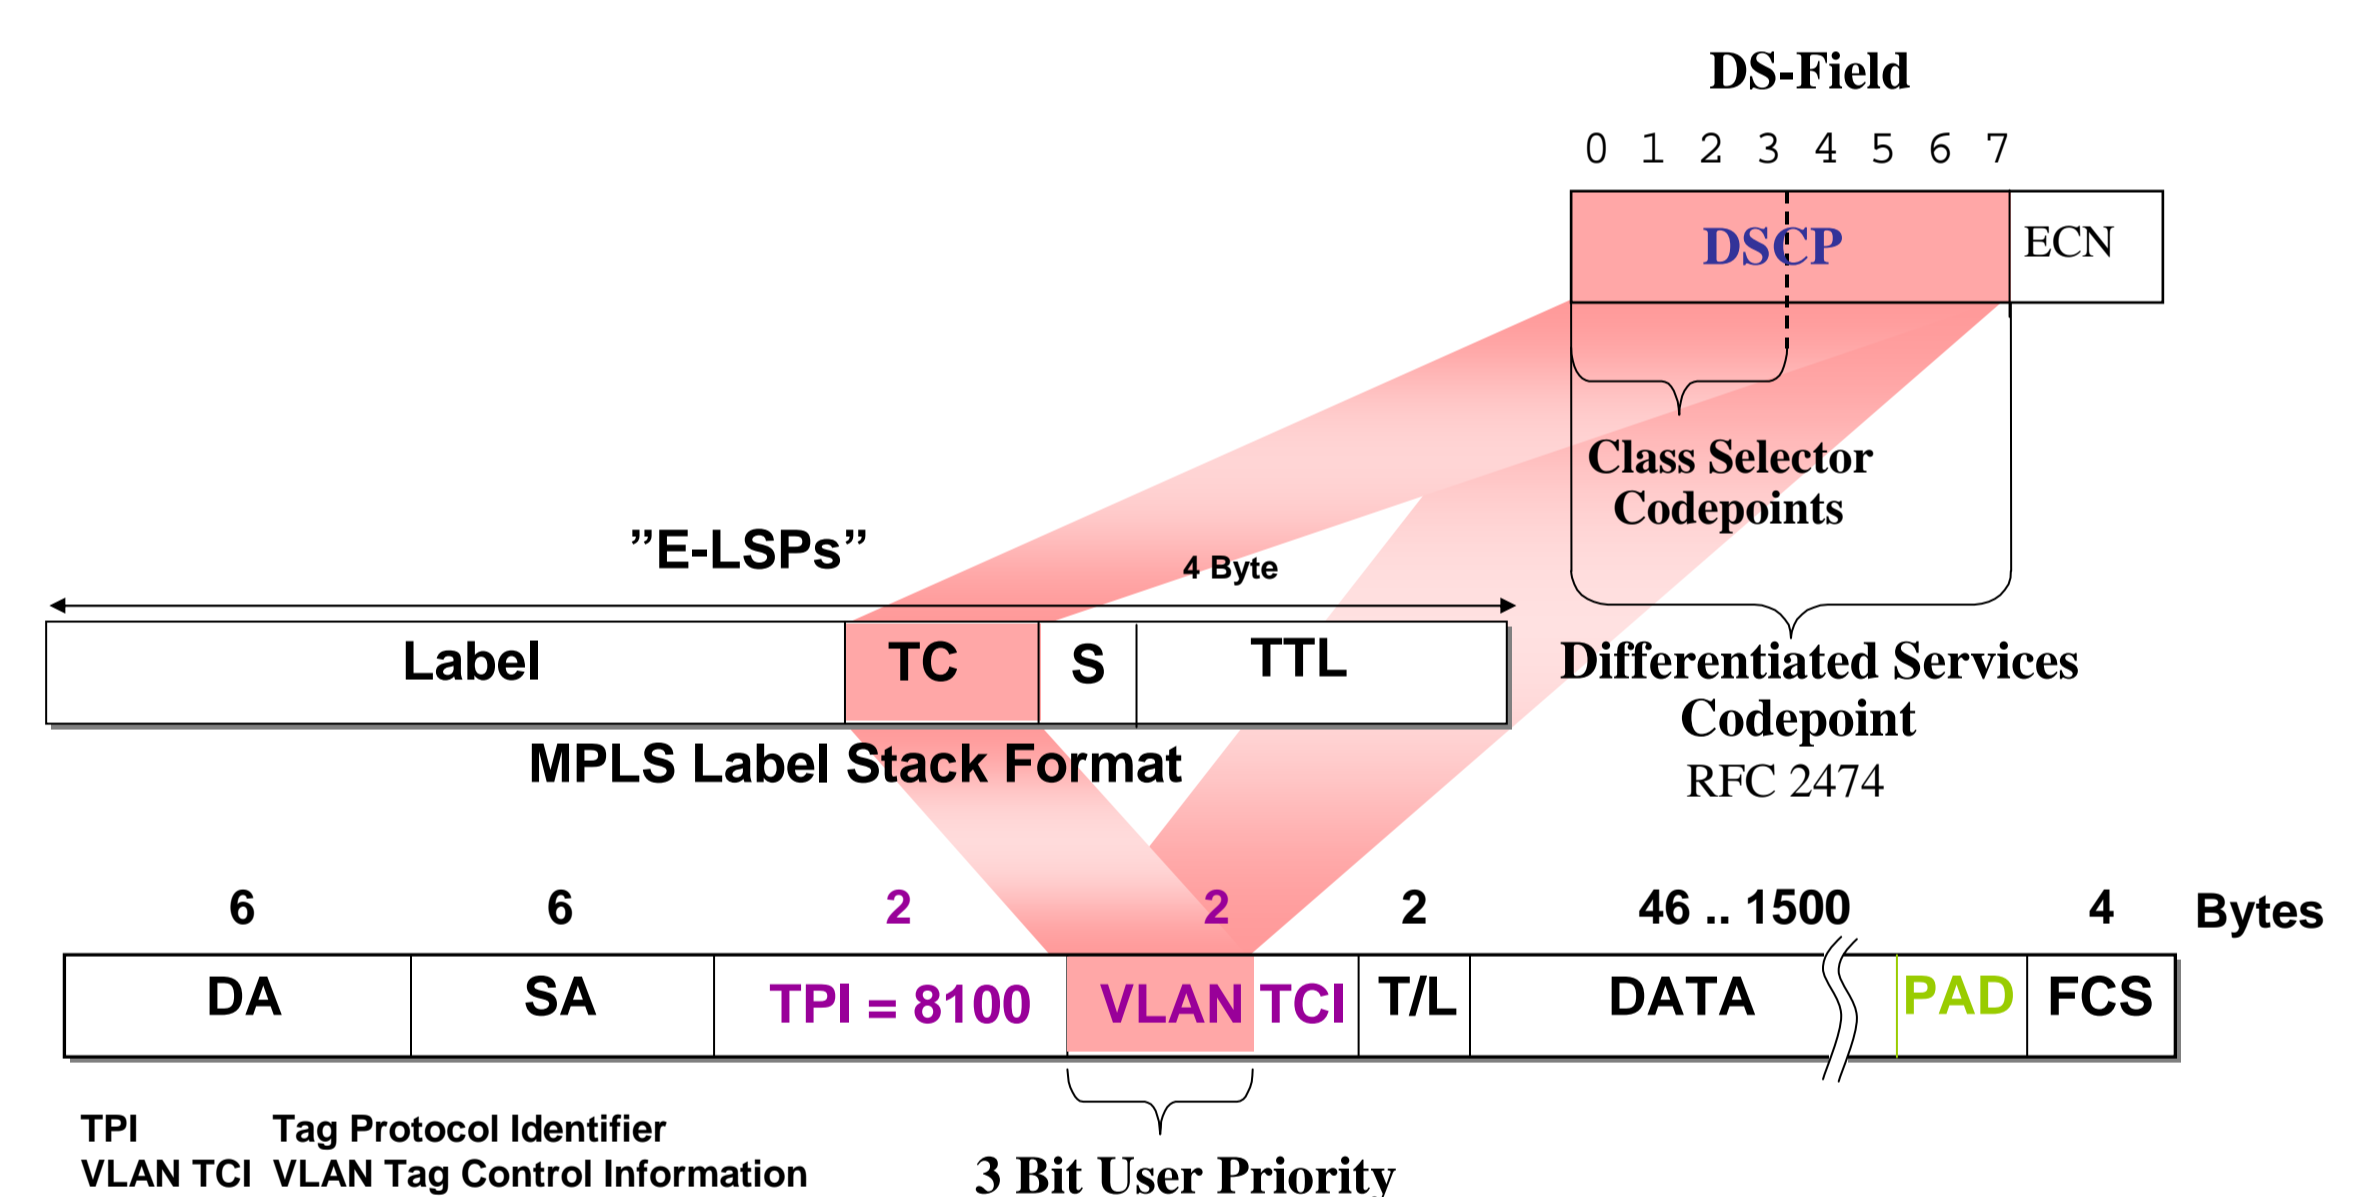 DS-Field
0 1 2 3 4 5 6 7
DSCP ECN
Class Selector
Codepoints
”E-LSPs”
4 Byte
Label TC S TTL
MPLS Label Stack Format
Differentiated Services
Codepoint
RFC 2474
6 6 2 2 2 46 .. 1500 4 Bytes
DA SA TPI = 8100 VLAN TCI T/L DATA PAD FCS
TPI Tag Protocol Identifier
VLAN TCI VLAN Tag Control Information
3 Bit User Priority